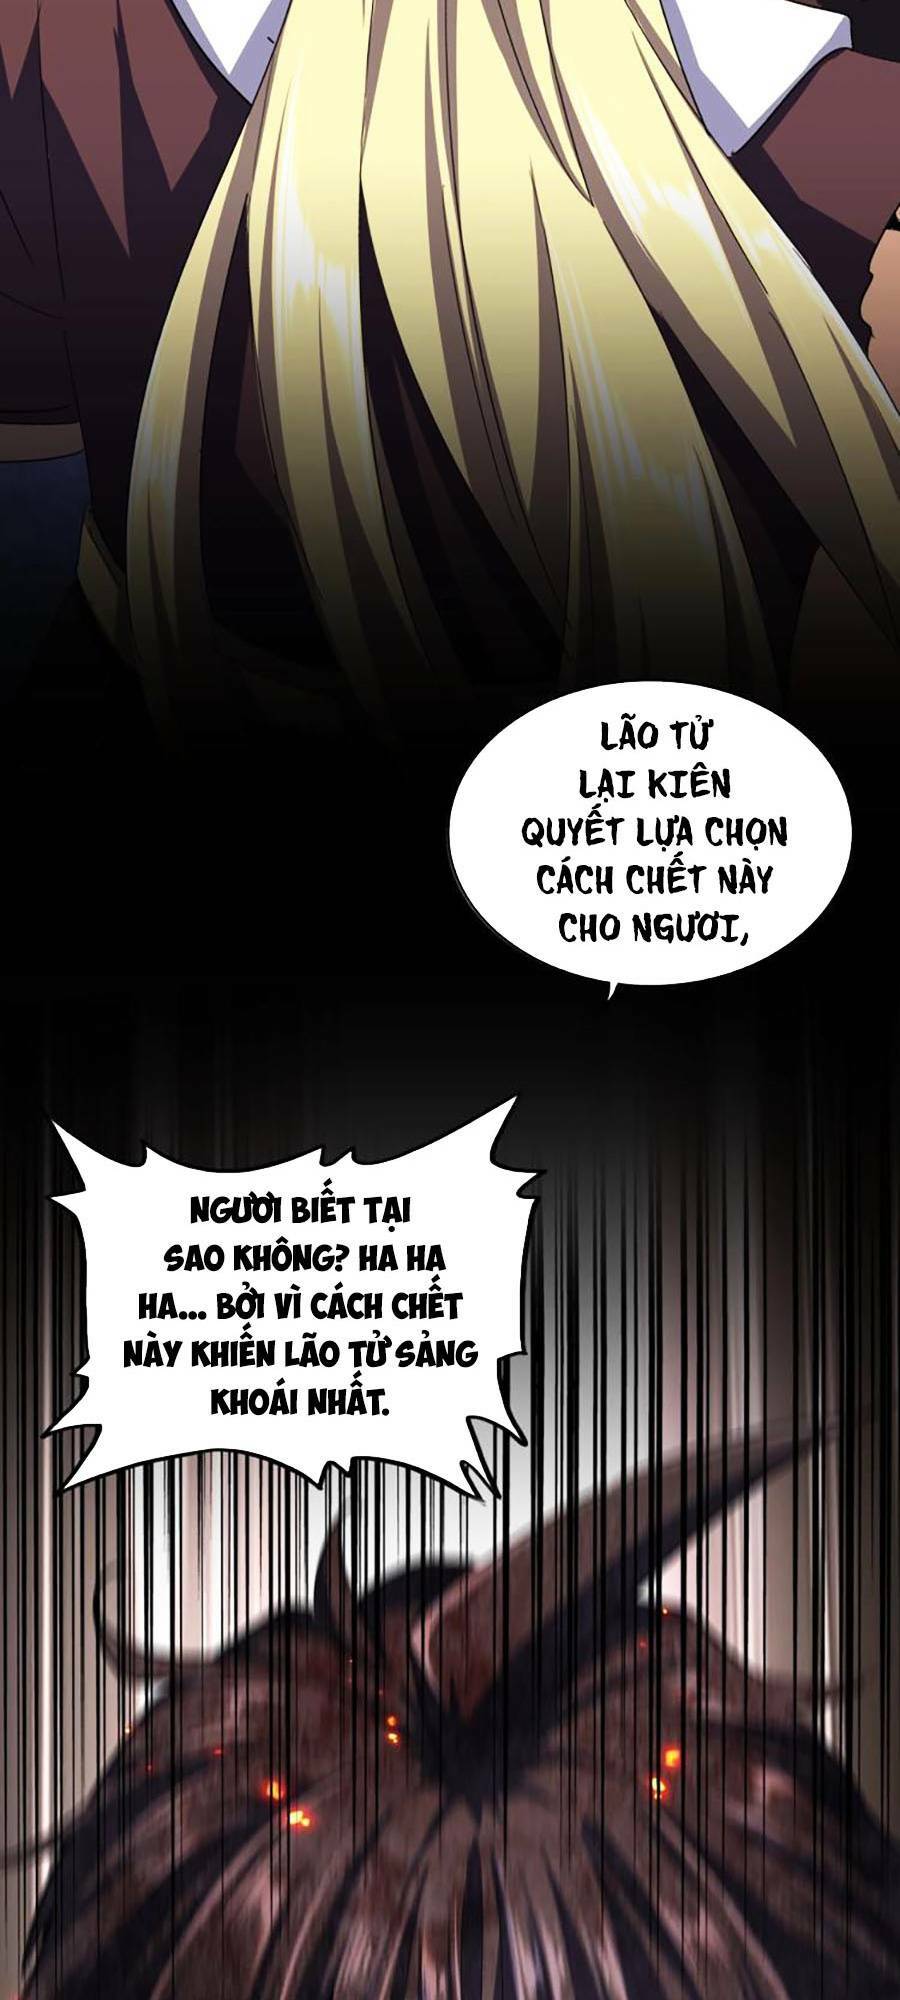 LÃO TỬ
LẠI KIÊN
QUYẾT LỰA CHỌN
CÁCH CHẾT NÀY
CHO NGƯƠI,
NGƯƠI BIẾT TẠI
SAO KHÔNG? HA HA
HA... BỞI VÌ CÁCH CHẾT
NÀY KHIẾN LÃO TỬ SẢNG
KHOÁI NHẤT.